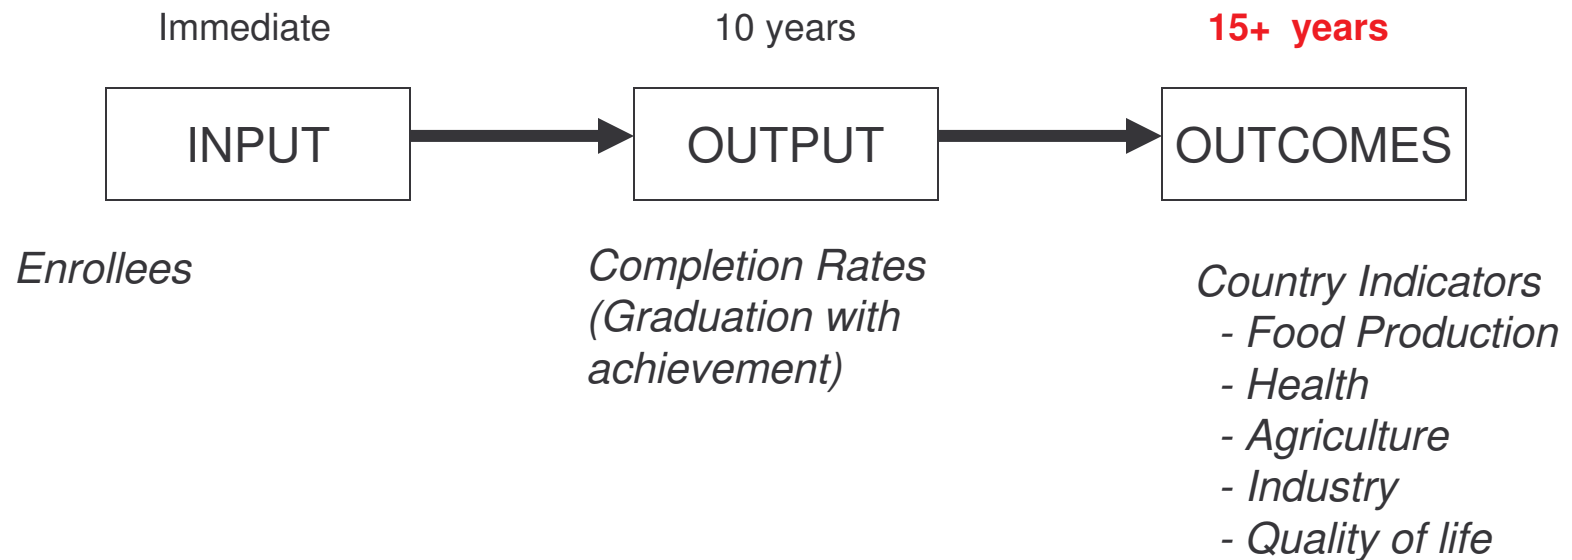 Immediate
10 years
15+ years
INPUT
OUTPUT
OUTCOMES
Enrollees
Completion Rates
(Graduation with
achievement)
Country Indicators
- Food Production
- Health
- Agriculture
- Industry
- Quality of life